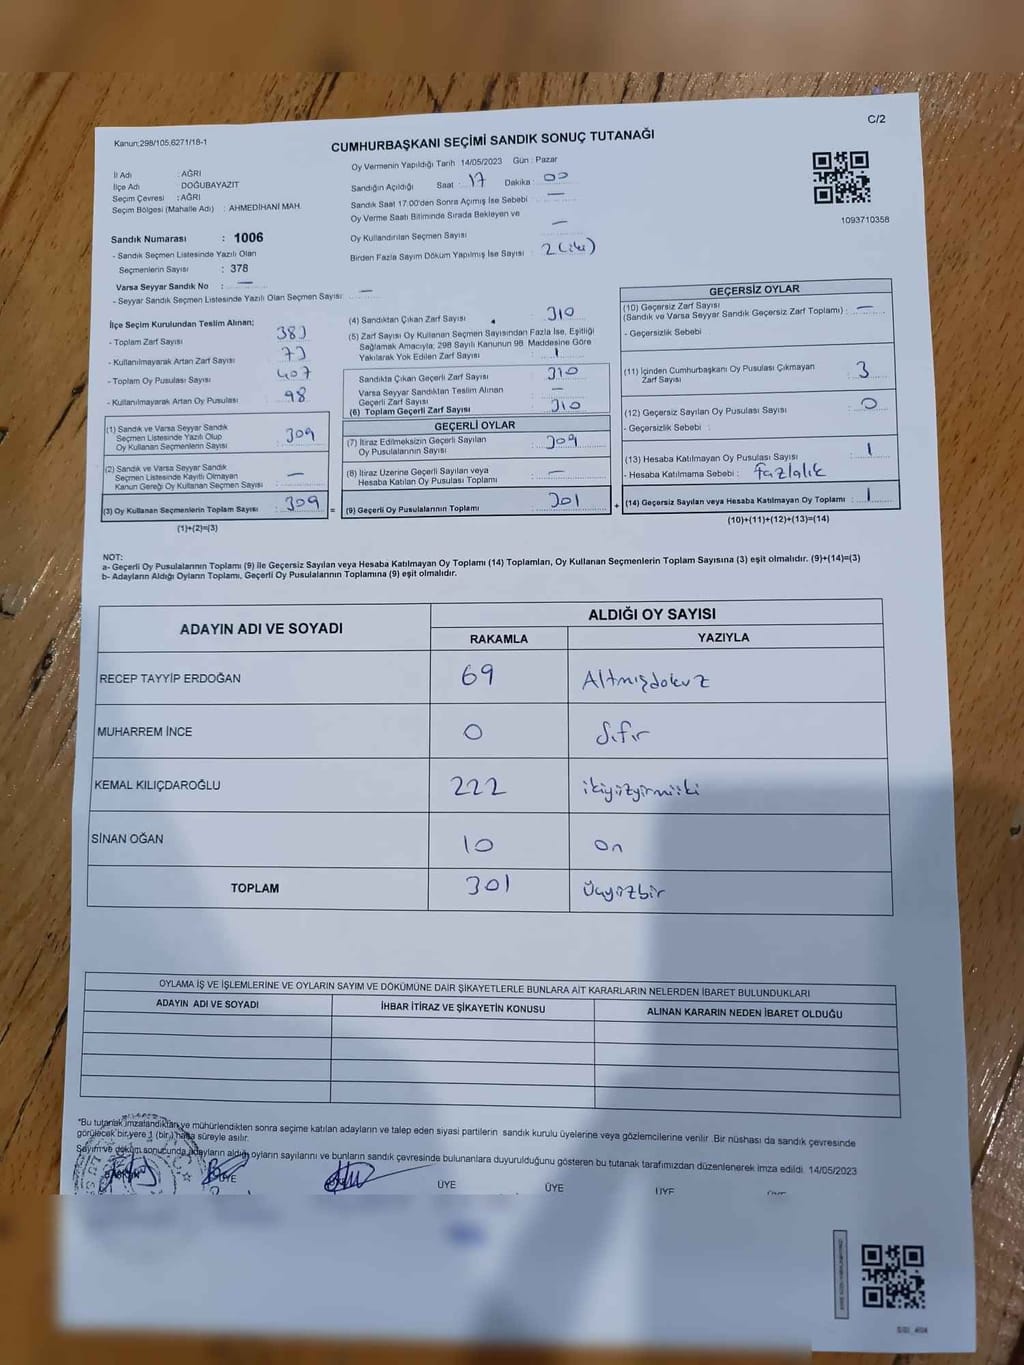 C/2
Kanun;298/105,6271/18-1
CUMHURBAŞKANI SEÇİMİ SANDIK SONUÇ TUTANAĞI
Oy Vermenin Yapıldığı Tarih 14/05/2023 Gün : Pazar
İl Adı : AĞRI
İlçe Adı : DOĞUBAYAZIT
Seçim Çevresi : AĞRI
Seçim Bölgesi (Mahalle Adı) : AHMEDİHANİ MAH.
Sandığın Açıldığı Saat : 17 Dakika : 00
Sandık Saat 17.00'den Sonra Açımış İse Sebebi : —
Oy Verme Saati Bitiminde Sırada Bekleyen ve
Oy Kullandırılan Seçmen Sayısı : —
Birden Fazla Sayım Döküm Yapılmış İse Sayısı : 2 (iki)
1093710358
Sandık Numarası : 1006
- Sandık Seçmen Listesinde Yazılı Olan
Seçmenlerin Sayısı : 378
Varsa Seyyar Sandık No : —
- Seyyar Sandık Seçmen Listesinde Yazılı Olan Seçmen Sayısı : —
İlçe Seçim Kurulundan Teslim Alınan;
- Toplam Zarf Sayısı : 383
- Kullanılmayarak Artan Zarf Sayısı : 73
- Toplam Oy Pusulası Sayısı : 407
- Kullanılmayarak Artan Oy Pusulası : 98
(1) Sandık ve Varsa Seyyar Sandık
Seçmen Listesinde Yazılı Olup
Oy Kullanan Seçmenlerin Sayısı : 309
(2) Sandık ve Varsa Seyyar Sandık
Seçmen Listesinde Kayıtlı Olmayan
Kanun Gereği Oy Kullanan Seçmen Sayısı : —
(3) Oy Kullanan Seçmenlerin Toplam Sayısı : 309
(1)+(2)=(3)
(4) Sandıktan Çıkan Zarf Sayısı : 310
(5) Zarf Sayısı Oy Kullanan Seçmen Sayısından Fazla İse, Eşitliği
Sağlamak Amacıyla; 298 Sayılı Kanunun 98 Maddesine Göre
Yakılarak Yok Edilen Zarf Sayısı : 1
Sandıkta Çıkan Geçerli Zarf Sayısı : 310
Varsa Seyyar Sandıktan Teslim Alınan
Geçerli Zarf Sayısı : —
(6) Toplam Geçerli Zarf Sayısı : 310
GEÇERLİ OYLAR
(7) İtiraz Edilmeksizin Geçerli Sayılan
Oy Pusulalarının Sayısı : 309
(8) İtiraz Üzerine Geçerli Sayılan veya
Hesaba Katılan Oy Pusulası Toplamı : —
= (9) Geçerli Oy Pusulalarının Toplamı : 301
GEÇERSİZ OYLAR
(10) Geçersiz Zarf Sayısı
(Sandık ve Varsa Seyyar Sandık Geçersiz Zarf Toplamı) : —
- Geçersizlik Sebebi :
(11) İçinden Cumhurbaşkanı Oy Pusulası Çıkmayan
Zarf Sayısı : 3
(12) Geçersiz Sayılan Oy Pusulası Sayısı : 0
- Geçersizlik Sebebi :
(13) Hesaba Katılmayan Oy Pusulası Sayısı : 1
- Hesaba Katılmama Sebebi : fazlalık
+ (14) Geçersiz Sayılan veya Hesaba Katılmayan Oy Toplamı : 1
(10)+(11)+(12)+(13)=(14)
NOT:
a- Geçerli Oy Pusulalarının Toplamı (9) İle Geçersiz Sayılan veya Hesaba Katılmayan Oy Toplamı (14) Toplamları, Oy Kullanan Seçmenlerin Toplam Sayısına (3) eşit olmalıdır. (9)+(14)=(3)
b- Adayların Aldığı Oyların Toplamı, Geçerli Oy Pusulalarının Toplamına (9) eşit olmalıdır.
ADAYIN ADI VE SOYADI
ALDIĞI OY SAYISI
RAKAMLA YAZIYLA
RECEP TAYYİP ERDOĞAN 69 Altmışdokuz
MUHARREM İNCE 0 Sıfır
KEMAL KILIÇDAROĞLU 222 ikiyüzyirmiiki
SİNAN OĞAN 10 On
TOPLAM 301 Üçyüzbir
OYLAMA İŞ VE İŞLEMLERİNE VE OYLARIN SAYIM VE DÖKÜMÜNE DAİR ŞİKAYETLERLE BUNLARA AİT KARARLARIN NELERDEN İBARET BULUNDUKLARI
ADAYIN ADI VE SOYADI İHBAR İTİRAZ VE ŞİKAYETİN KONUSU ALINAN KARARIN NEDEN İBARET OLDUĞU
*Bu tutanak imzalandıktan ve mühürlendikten sonra seçime katılan adayların ve talep eden siyasi partilerin sandık kurulu üyelerine veya gözlemcilerine verilir .Bir nüshası da sandık çevresinde
görülecek bir yere 1 (bir) hafta süreyle asılır.
Sayım ve döküm sonucunda adayların aldığı oyların sayılarını ve bunların sandık çevresinde bulunanlara duyurulduğunu gösteren bu tutanak tarafımızdan düzenlenerek imza edildi. 14/05/2023
BAŞKAN ÜYE ÜYE ÜYE ÜYE